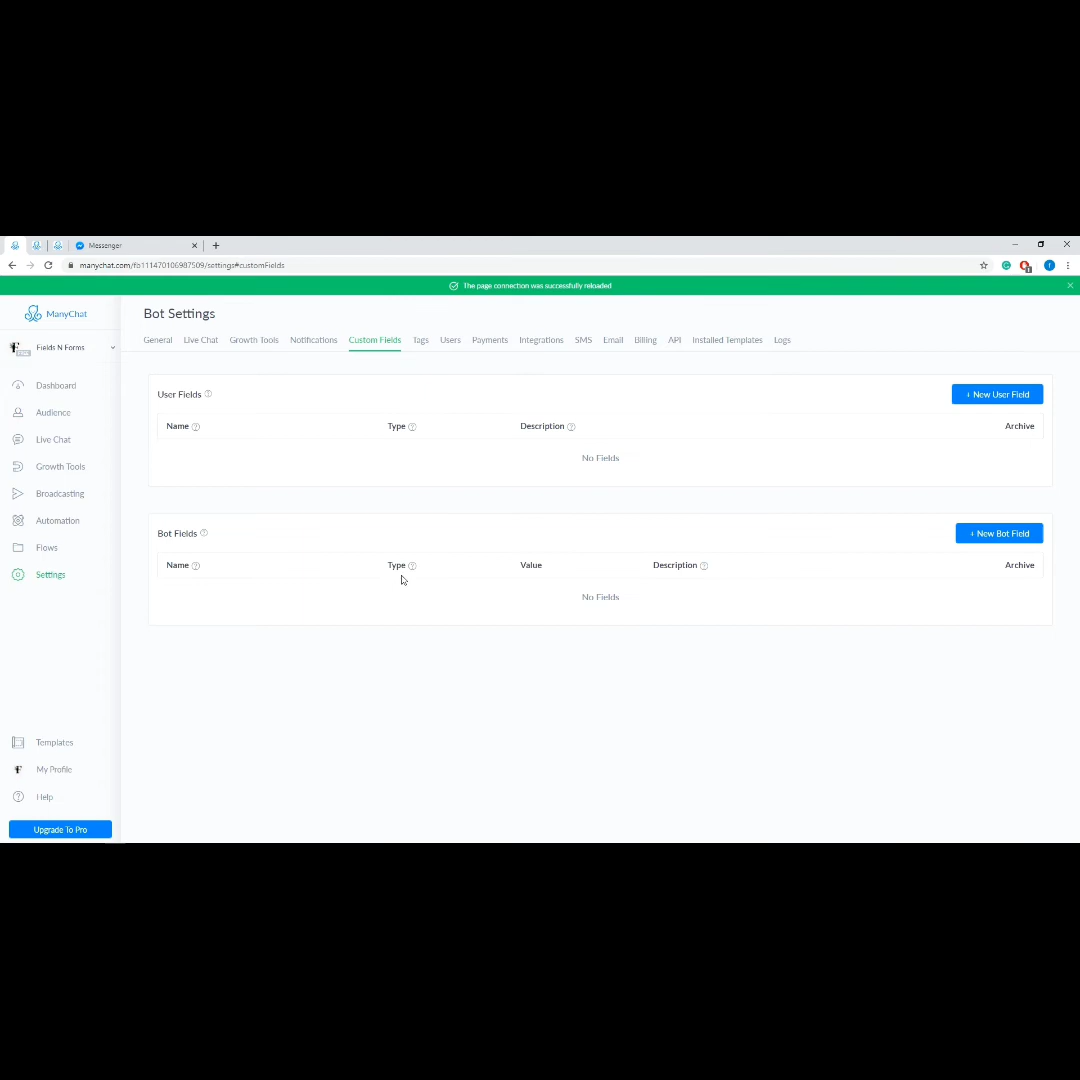 Messenger
manychat.com/fb111470106987509/settings#customFields
The page connection was successfully reloaded
ManyChat
Bot Settings
General Live Chat Growth Tools Notifications Custom Fields Tags Users Payments Integrations SMS Email Billing API Installed Templates Logs
Fields N Forms
Dashboard
Audience
Live Chat
Growth Tools
Broadcasting
Automation
Flows
Settings
Templates
My Profile
Help
Upgrade To Pro
User Fields
+ New User Field
Name Type Description Archive
No Fields
Bot Fields
+ New Bot Field
Name Type Value Description Archive
No Fields